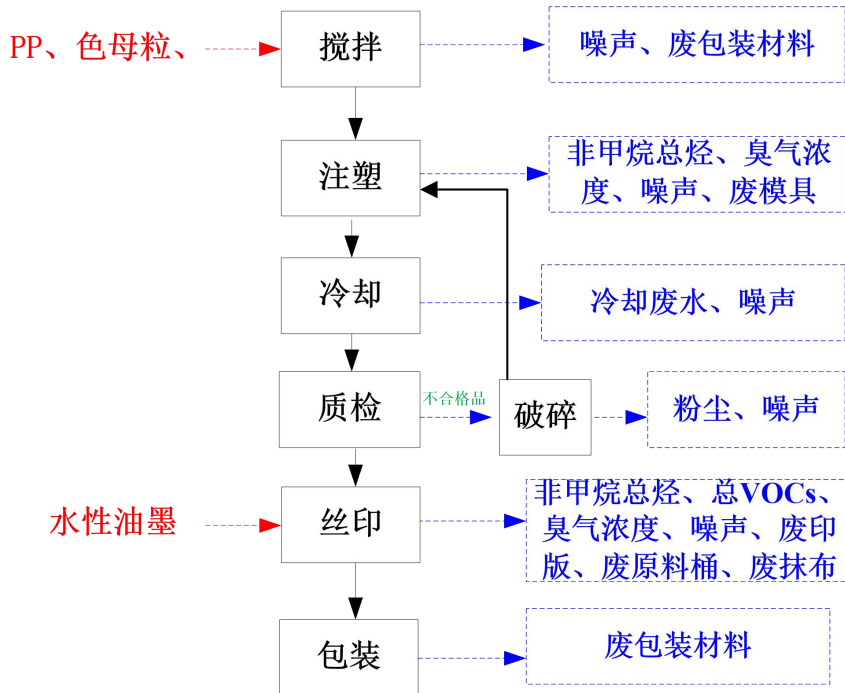 PP、色母粒、
搅拌
噪声、废包装材料
注塑
非甲烷总烃、臭气浓
度、噪声、废模具
冷却
冷却废水、噪声
质检
不合格品
破碎
粉尘、噪声
水性油墨
丝印
非甲烷总烃、总VOCs、
臭气浓度、噪声、废印
版、废原料桶、废抹布
包装
废包装材料